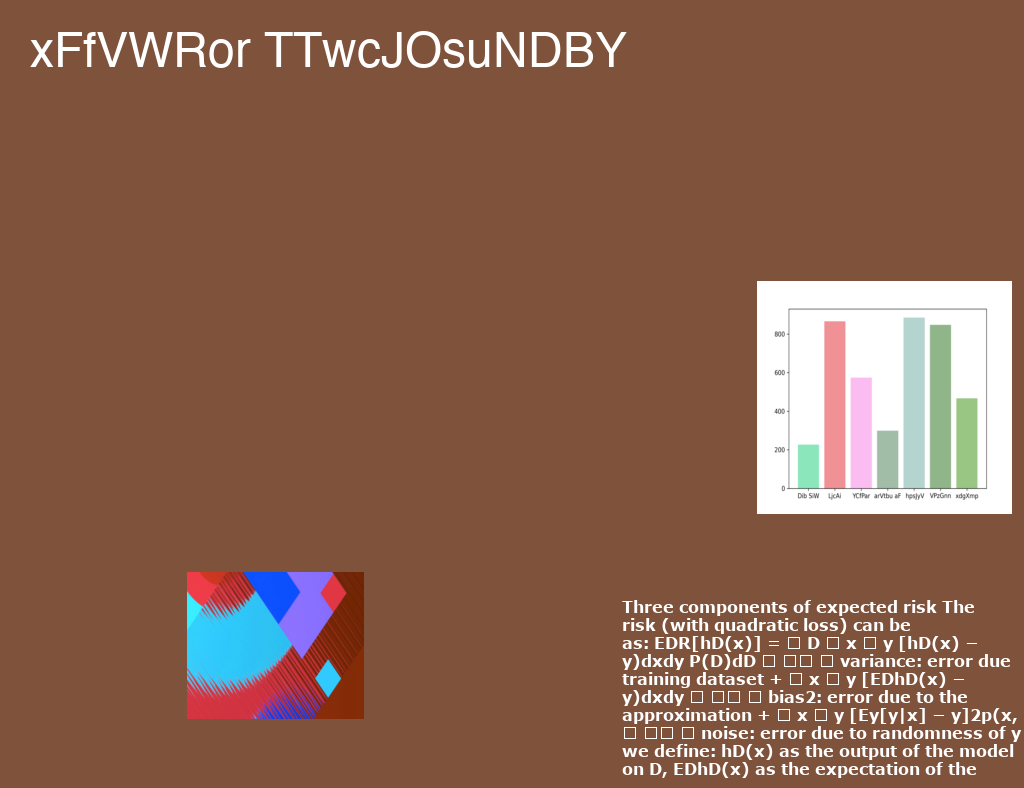 xFfVWRor TTwcJOsuNDBY
800
600
400
200
0
Dib SiW LjcAi YCfPar arVtbu aF hpsJyV VPzGnn xdgXmp
Three components of expected risk The
risk (with quadratic loss) can be
as: EDR[hD(x)] = □ D □ x □ y [hD(x) −
y)dxdy P(D)dD □ □□ □ variance: error due
training dataset + □ x □ y [EDhD(x) −
y)dxdy □ □□ □ bias2: error due to the
approximation + □ x □ y [Ey[y|x] − y]2p(x,
□ □□ □ noise: error due to randomness of y
we define: hD(x) as the output of the model
on D, EDhD(x) as the expectation of the